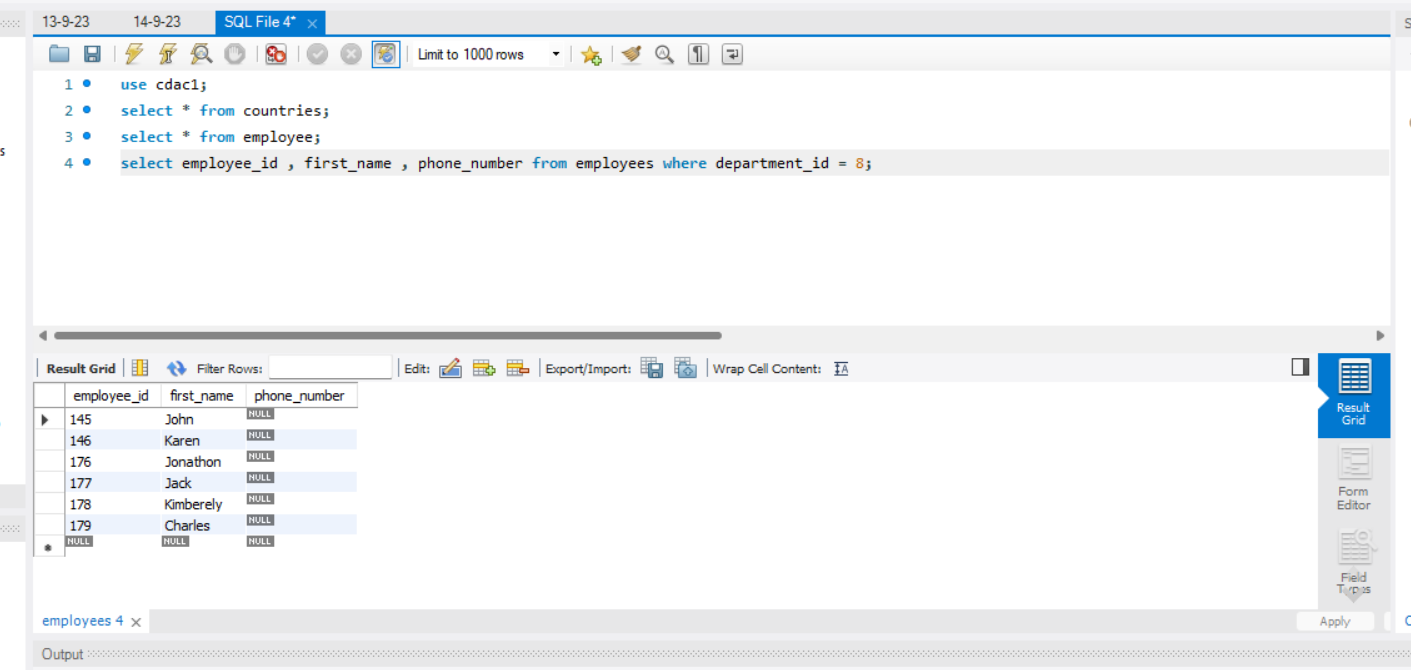 13-9-23 14-9-23 SQL File 4* ×
Limit to 1000 rows
1 use cdac1;
2 select * from countries;
3 select * from employee;
s
4 select employee_id , first_name , phone_number from employees where department_id = 8;
Result Grid Filter Rows: Edit: Export/Import: Wrap Cell Content: IA
employee_id first_name phone_number
145 John NULL
146 Karen NULL
176 Jonathon NULL
177 Jack NULL
178 Kimberely NULL
179 Charles NULL
NULL NULL NULL
Result
Grid
Form
Editor
Field
Types
employees 4 ×
Apply
Output